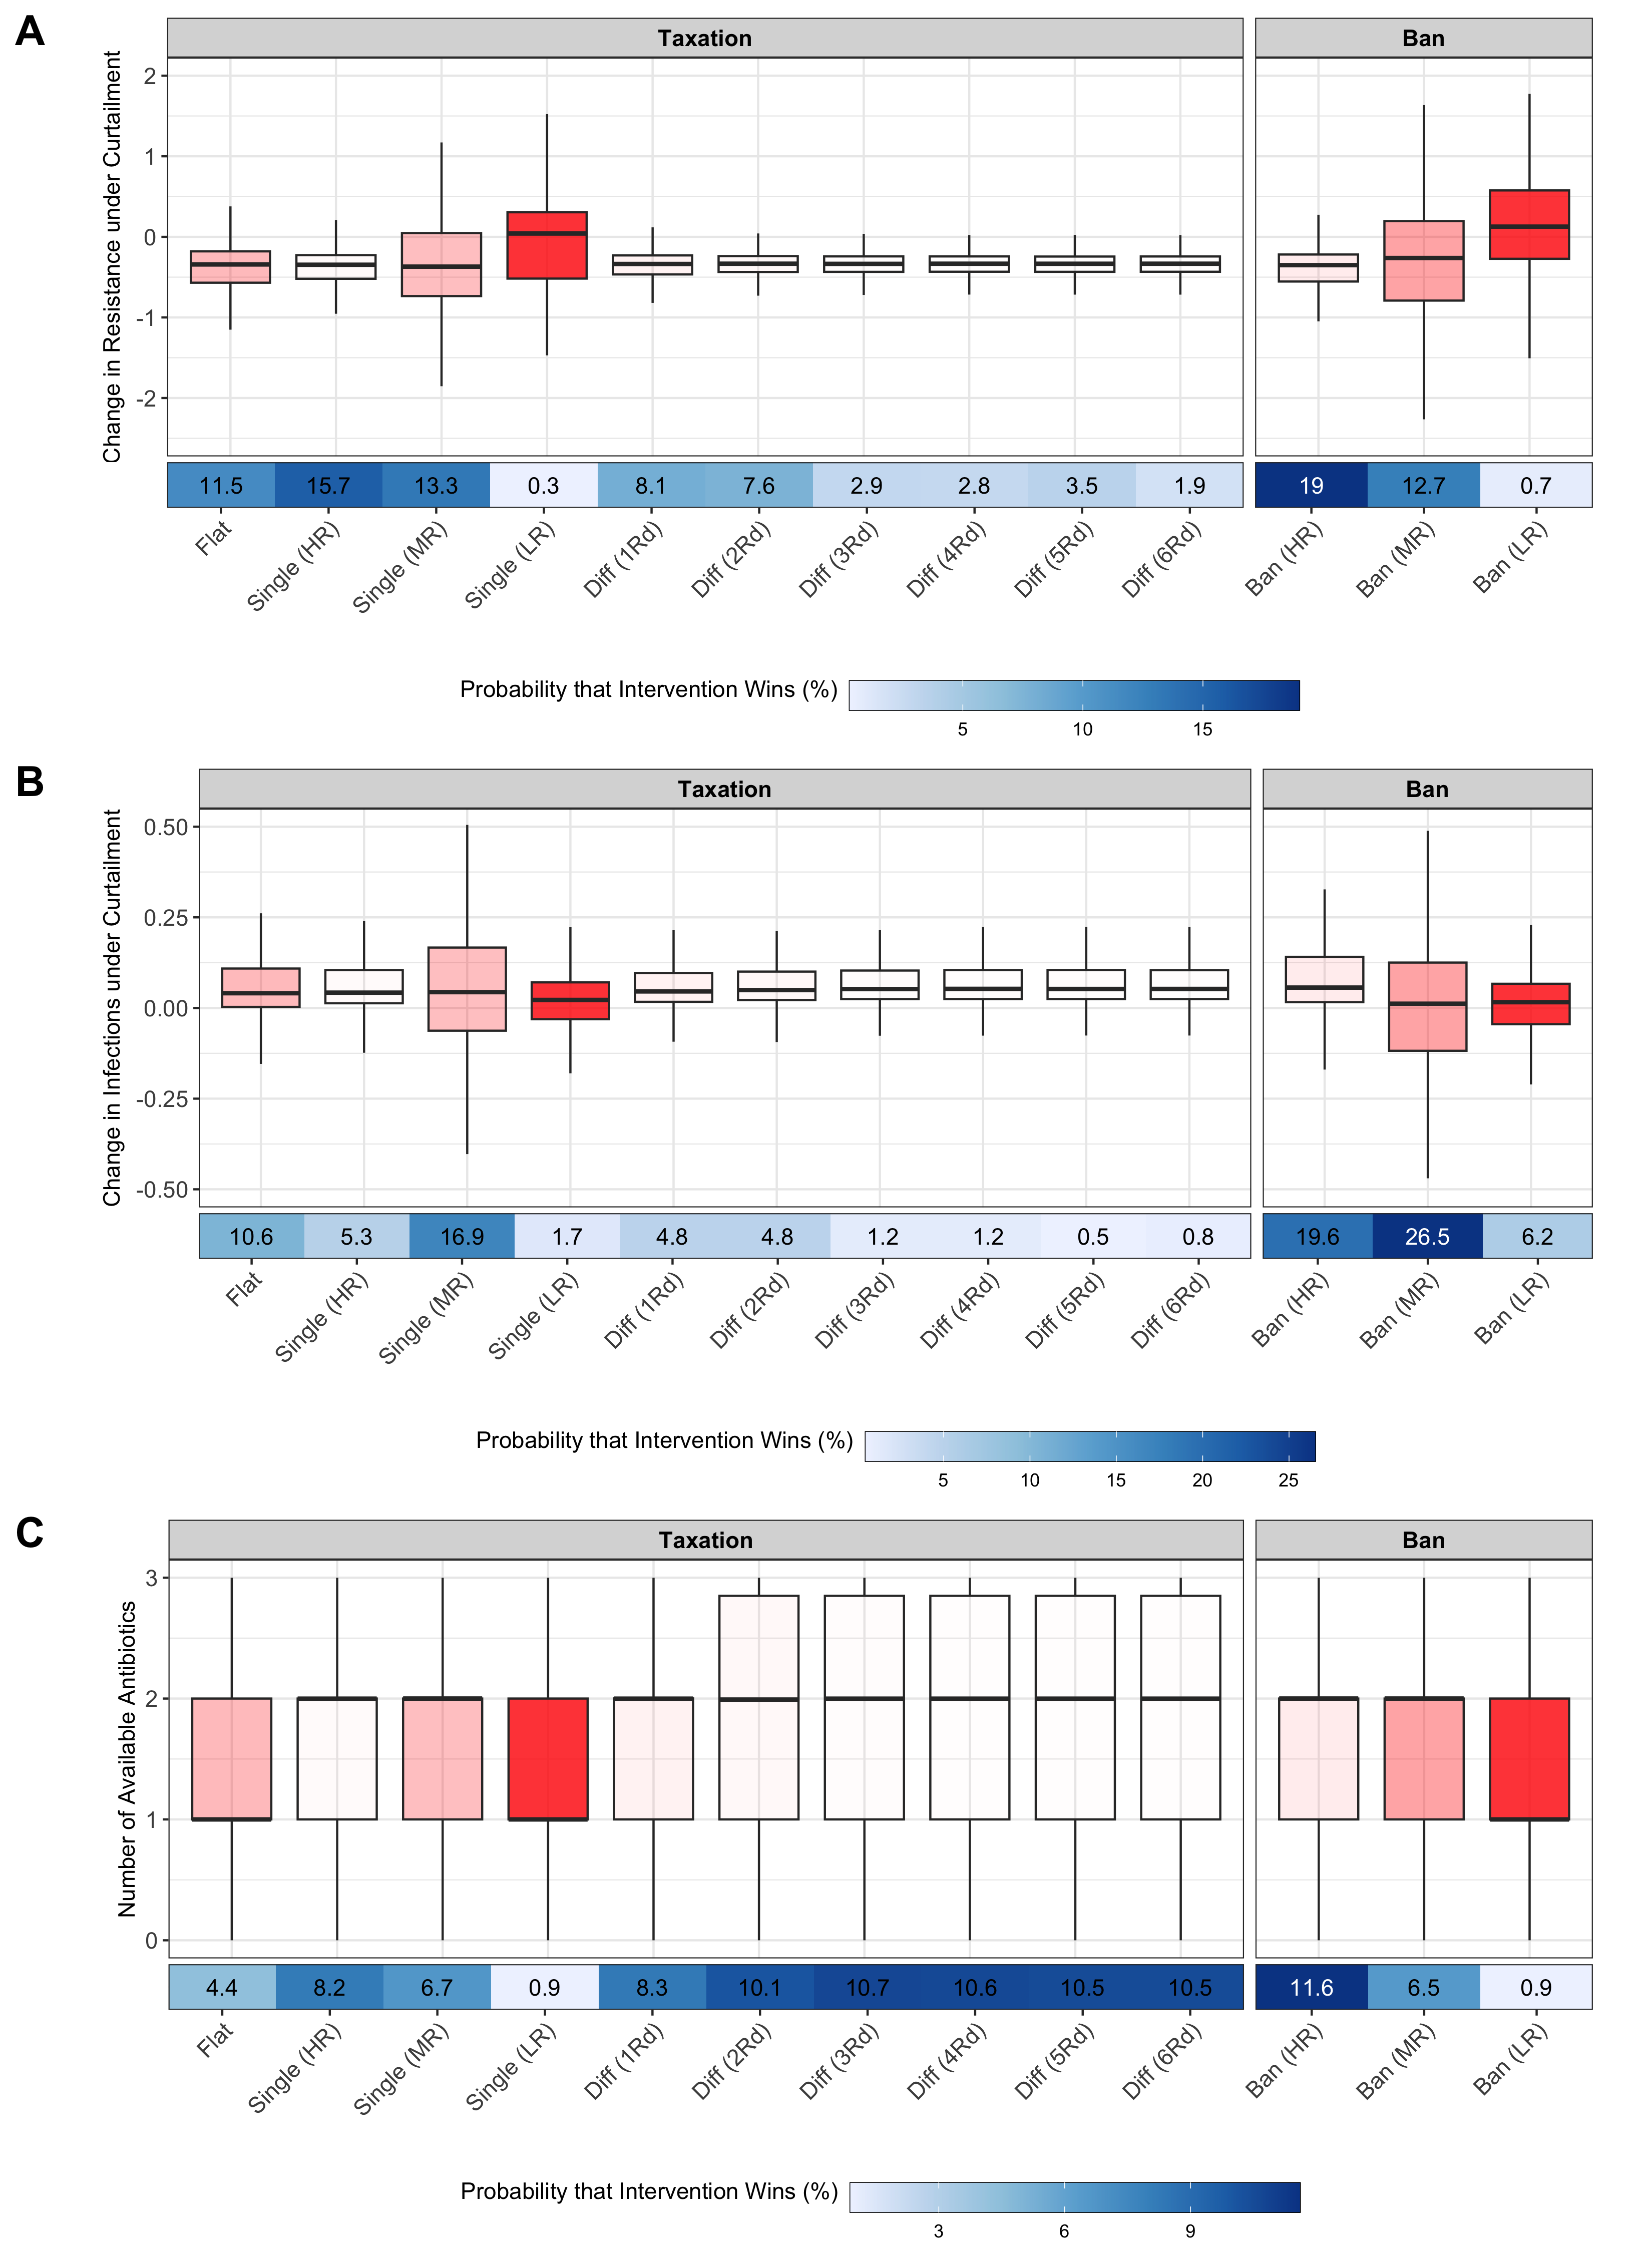 A
Taxation
Ban
Change in Resistance under Curtailment
2
1
0
-1
-2
11.5 15.7 13.3 0.3 8.1 7.6 2.9 2.8 3.5 1.9 19 12.7 0.7
Flat Single (HR) Single (MR) Single (LR) Diff (1Rd) Diff (2Rd) Diff (3Rd) Diff (4Rd) Diff (5Rd) Diff (6Rd) Ban (HR) Ban (MR) Ban (LR)
Probability that Intervention Wins (%)
5 10 15
B
Taxation
Ban
Change in Infections under Curtailment
0.50
0.25
0.00
-0.25
-0.50
10.6 5.3 16.9 1.7 4.8 4.8 1.2 1.2 0.5 0.8 19.6 26.5 6.2
Flat Single (HR) Single (MR) Single (LR) Diff (1Rd) Diff (2Rd) Diff (3Rd) Diff (4Rd) Diff (5Rd) Diff (6Rd) Ban (HR) Ban (MR) Ban (LR)
Probability that Intervention Wins (%)
5 10 15 20 25
C
Taxation
Ban
Number of Available Antibiotics
3
2
1
0
4.4 8.2 6.7 0.9 8.3 10.1 10.7 10.6 10.5 10.5 11.6 6.5 0.9
Flat Single (HR) Single (MR) Single (LR) Diff (1Rd) Diff (2Rd) Diff (3Rd) Diff (4Rd) Diff (5Rd) Diff (6Rd) Ban (HR) Ban (MR) Ban (LR)
Probability that Intervention Wins (%)
3 6 9